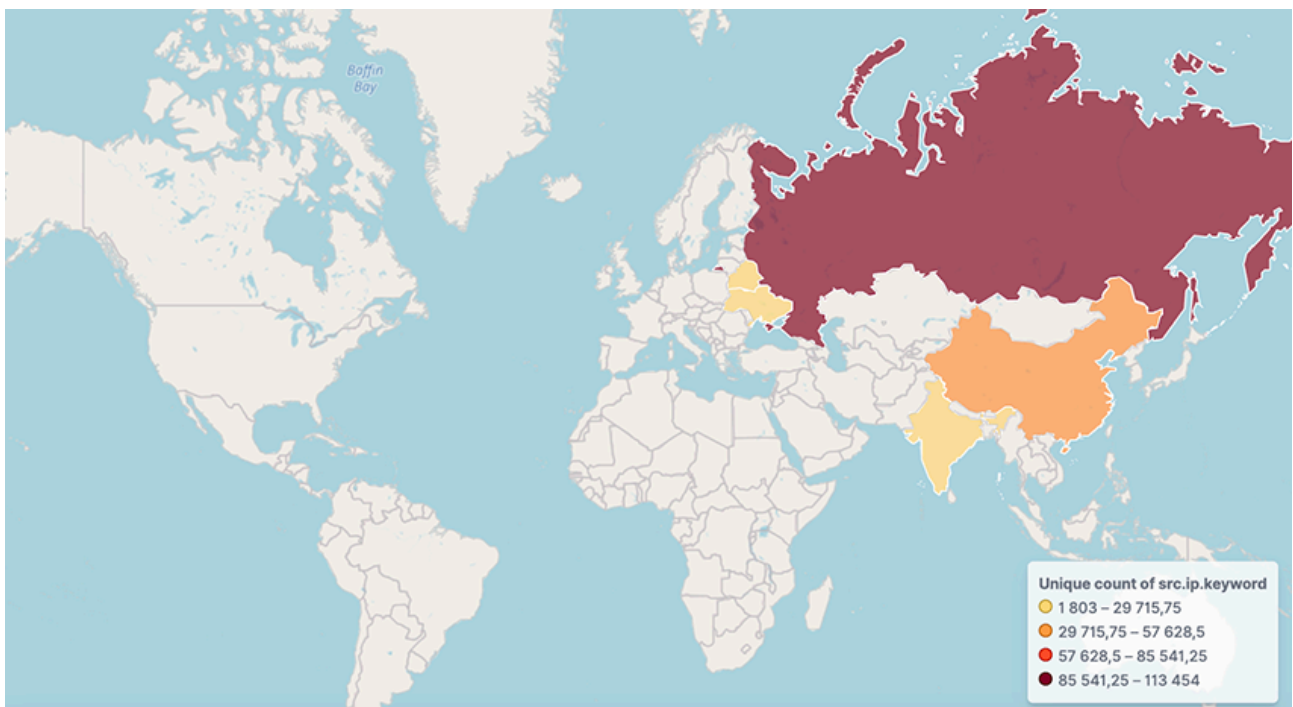 Baffin
Bay
Unique count of src.ip.keyword
1 803 – 29 715,75
29 715,75 – 57 628,5
57 628,5 – 85 541,25
85 541,25 – 113 454